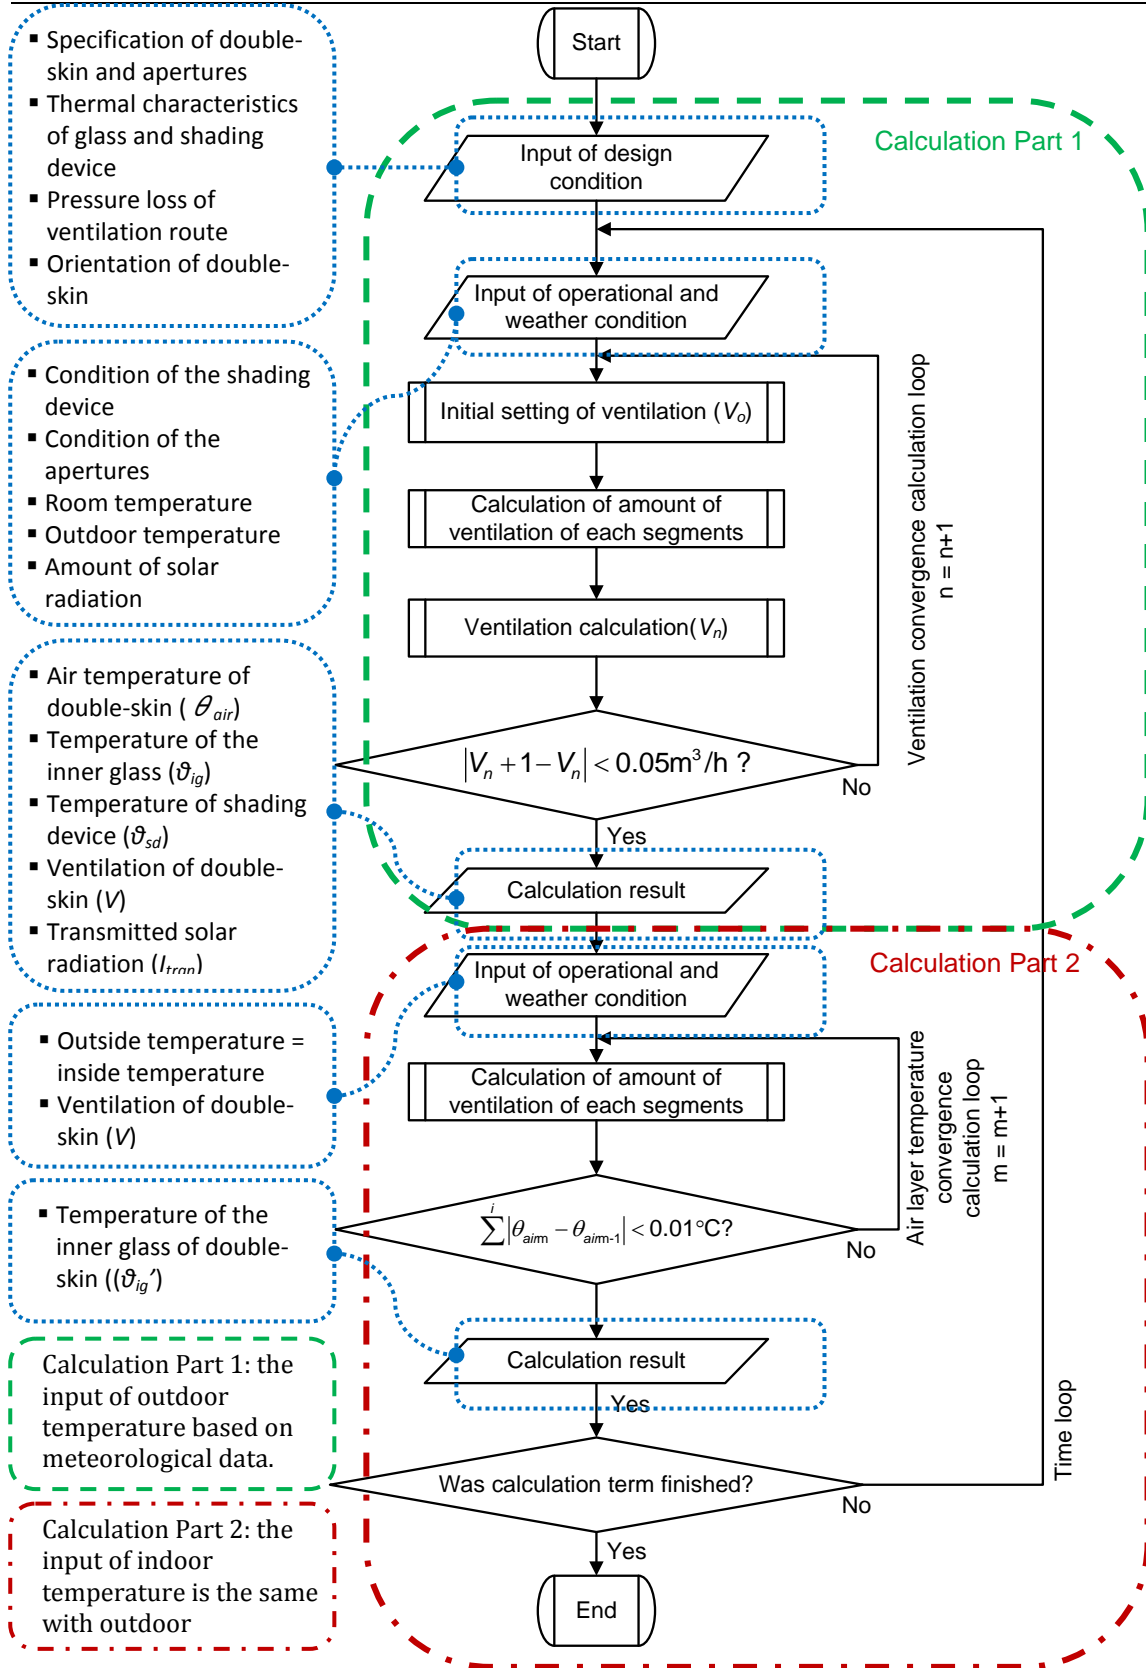 Start
▪ Specification of double-
skin and apertures
▪ Thermal characteristics
of glass and shading
device
▪ Pressure loss of
ventilation route
▪ Orientation of double-
skin
Calculation Part 1
Input of design
condition
Input of operational and
weather condition
▪ Condition of the shading
device
▪ Condition of the
apertures
▪ Room temperature
▪ Outdoor temperature
▪ Amount of solar
radiation
Initial setting of ventilation (Vo)
Calculation of amount of
ventilation of each segments
Ventilation calculation(Vn)
Ventilation convergence calculation loop
n = n+1
▪ Air temperature of
double-skin ( θair)
▪ Temperature of the
inner glass (ϑig)
▪ Temperature of shading
device (ϑsd)
▪ Ventilation of double-
skin (V)
▪ Transmitted solar
radiation (Itran)
|Vn + 1 − Vn| < 0.05m³/h ?
No
Yes
Calculation result
Calculation Part 2
Input of operational and
weather condition
▪ Outside temperature =
inside temperature
▪ Ventilation of double-
skin (V)
Calculation of amount of
ventilation of each segments
Air layer temperature
convergence
calculation loop
m = m+1
▪ Temperature of the
inner glass of double-
skin ((ϑig’)
i
∑|θairm − θairm-1| < 0.01°C?
No
Calculation result
Yes
Calculation Part 1: the
input of outdoor
temperature based on
meteorological data.
Time loop
Was calculation term finished?
No
Yes
Calculation Part 2: the
input of indoor
temperature is the same
with outdoor
End